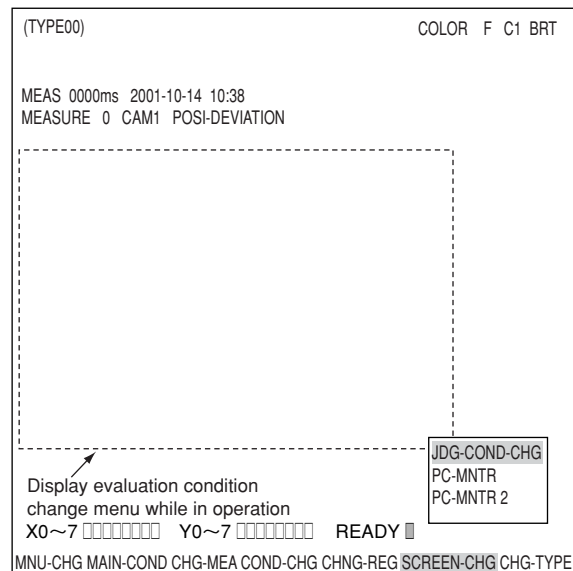 (TYPE00) COLOR F C1 BRT
MEAS 0000ms 2001-10-14 10:38
MEASURE 0 CAM1 POSI-DEVIATION
JDG-COND-CHG
PC-MNTR
PC-MNTR 2
Display evaluation condition
change menu while in operation
X0～7 □□□□□□□□ Y0～7 □□□□□□□□ READY
MNU-CHG MAIN-COND CHG-MEA COND-CHG CHNG-REG SCREEN-CHG CHG-TYPE